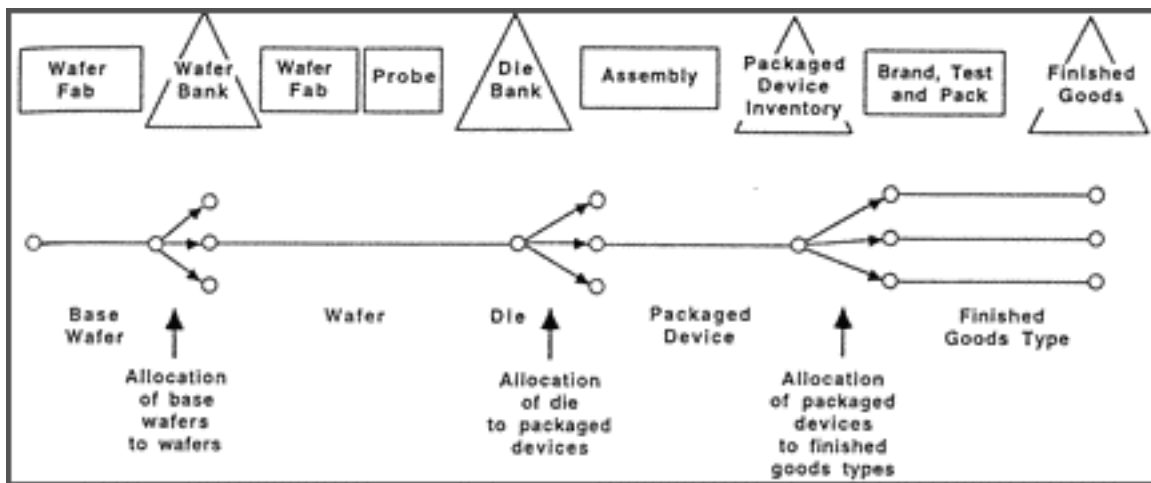 Wafer
Fab
Wafer
Bank
Wafer
Fab
Probe
Die
Bank
Assembly
Packaged
Device
Inventory
Brand, Test
and Pack
Finished
Goods
Base
Wafer
Wafer
Die
Packaged
Device
Finished
Goods Type
Allocation
of base
wafers
to wafers
Allocation
of die
to packaged
devices
Allocation
of packaged
devices
to finished
goods types